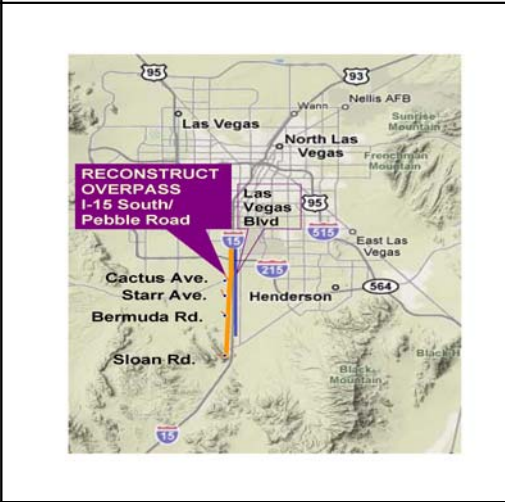 95
93
Wann
Nellis AFB
Las Vegas
Sunrise
Mountain
North Las
Vegas
Frenchman
Mountain
RECONSTRUCT
OVERPASS
I-15 South/
Pebble Road
Las
Vegas
Blvd
95
15
515
East Las
Vegas
215
Cactus Ave.
Starr Ave.
Henderson
564
Bermuda Rd.
Sloan Rd.
Black
Mountain
Black
15